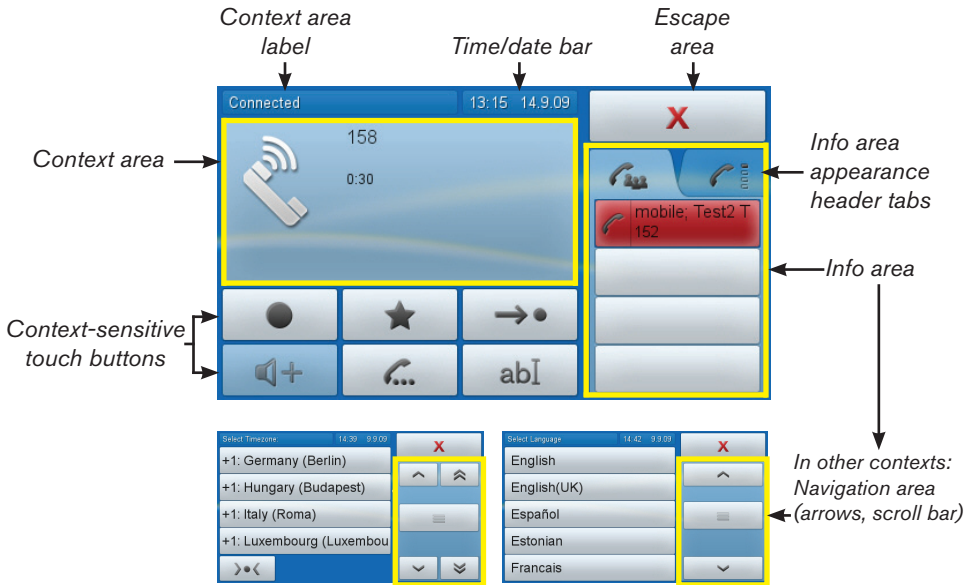 Context area
label
Time/date bar
Escape
area
Connected
13:15 14.9.09
X
Context area
158
0:30
Info area
appearance
header tabs
mobile; Test2 T
152
Info area
Context-sensitive
touch buttons
abI
Select Timezone:
14:39 9.9.09
X
+1: Germany (Berlin)
+1: Hungary (Budapest)
+1: Italy (Roma)
+1: Luxembourg (Luxembou
Select Language
14:42 9.9.09
X
English
English(UK)
Español
Estonian
Francais
In other contexts:
Navigation area
(arrows, scroll bar)